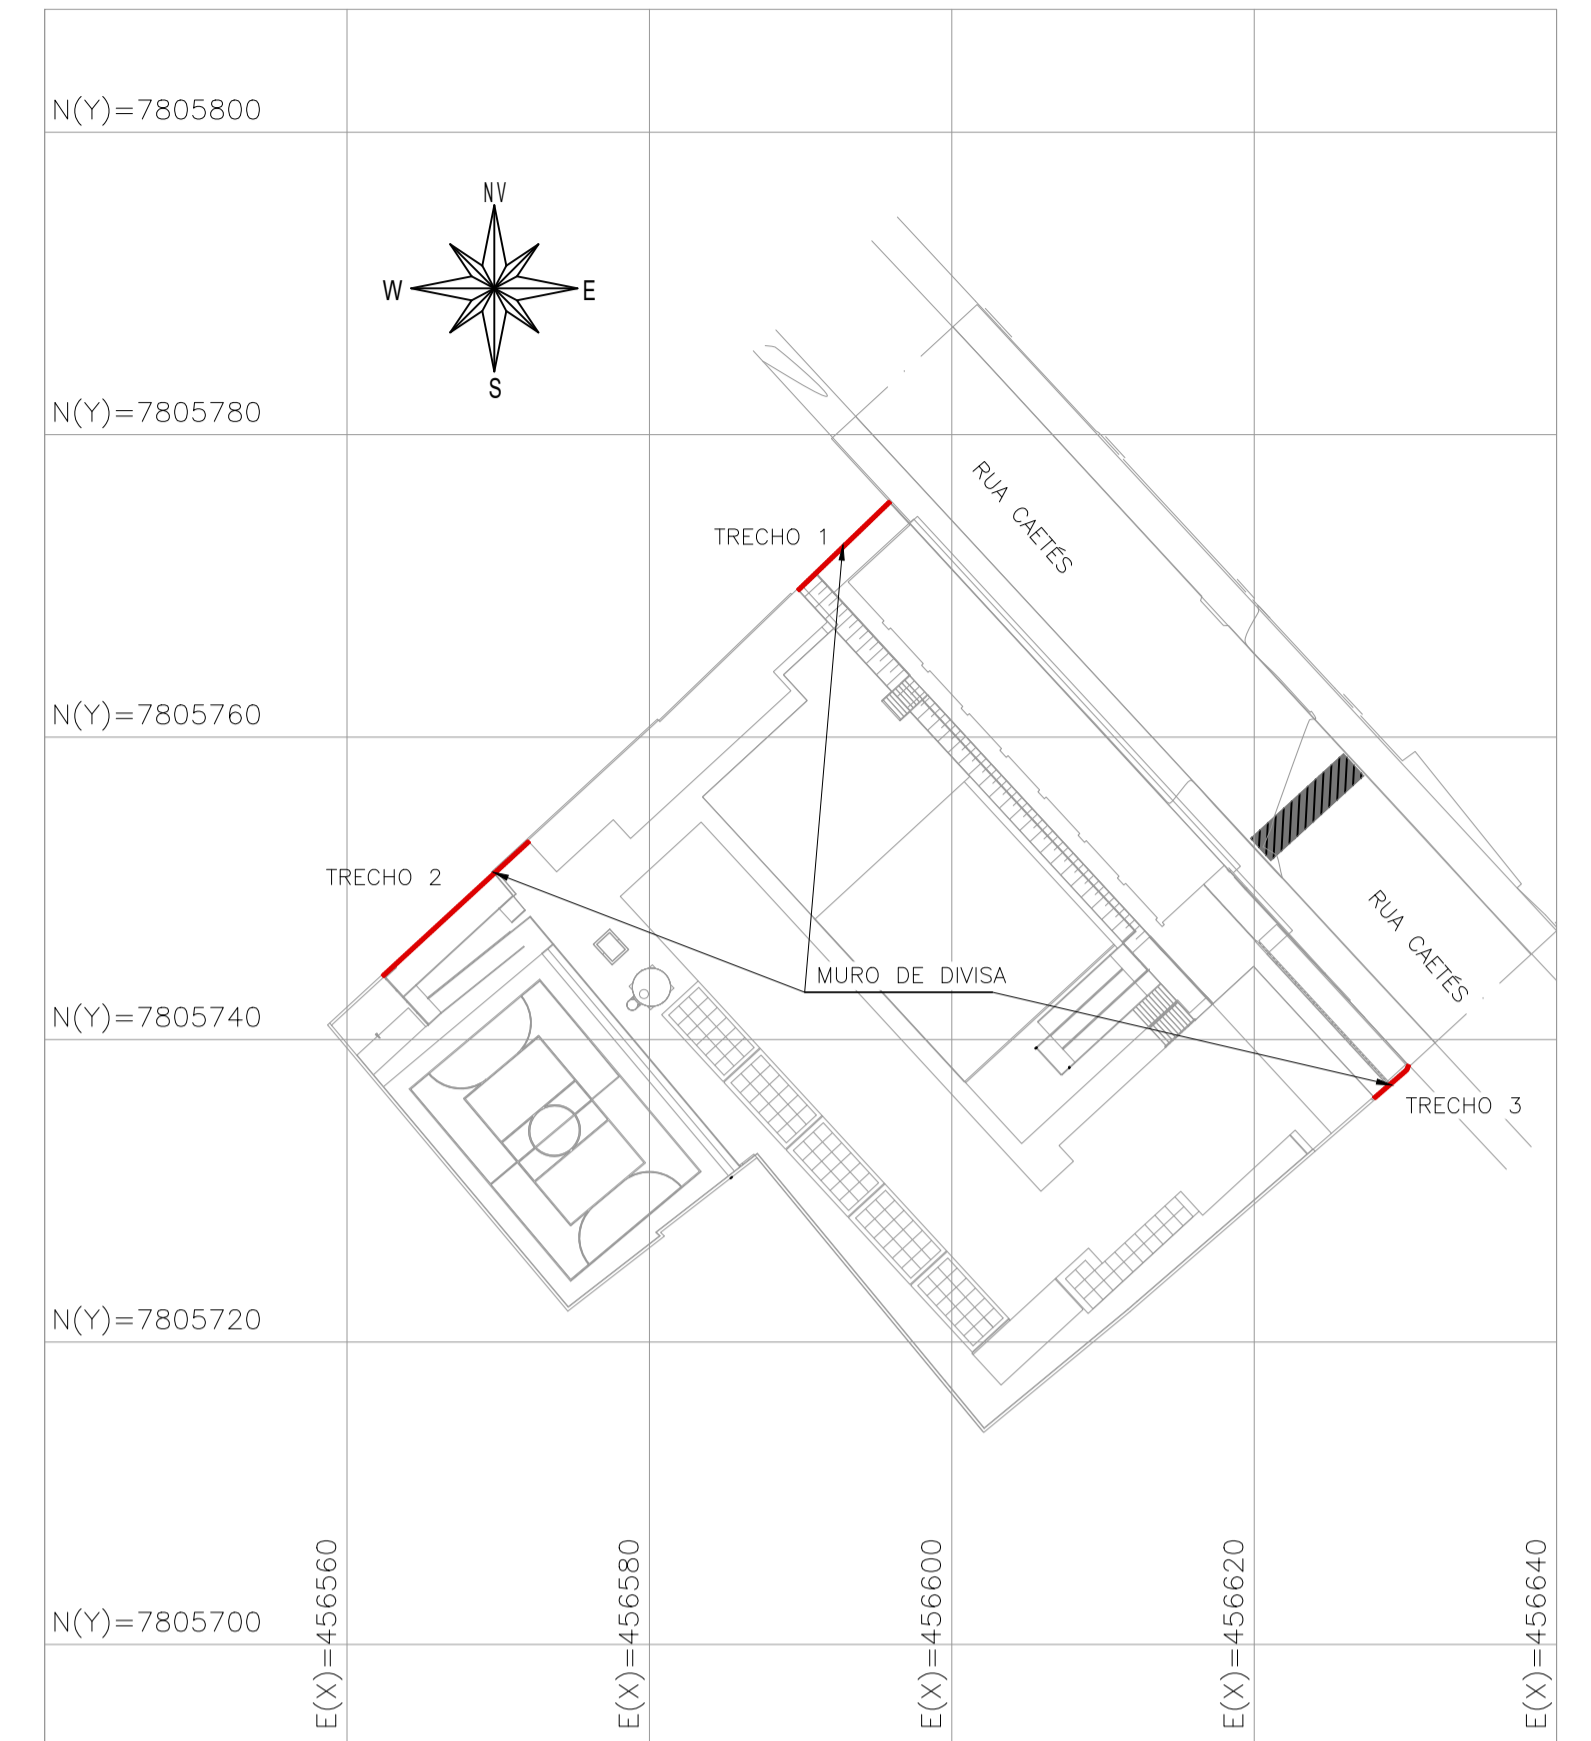 N(Y)=7805800
NV
W
E
S
N(Y)=7805780
RUA CAETÉS
TRECHO 1
N(Y)=7805760
TRECHO 2
RUA CAETÉS
MURO DE DIVISA
N(Y)=7805740
TRECHO 3
N(Y)=7805720
N(Y)=7805700
E(X)=456560
E(X)=456580
E(X)=456600
E(X)=456620
E(X)=456640